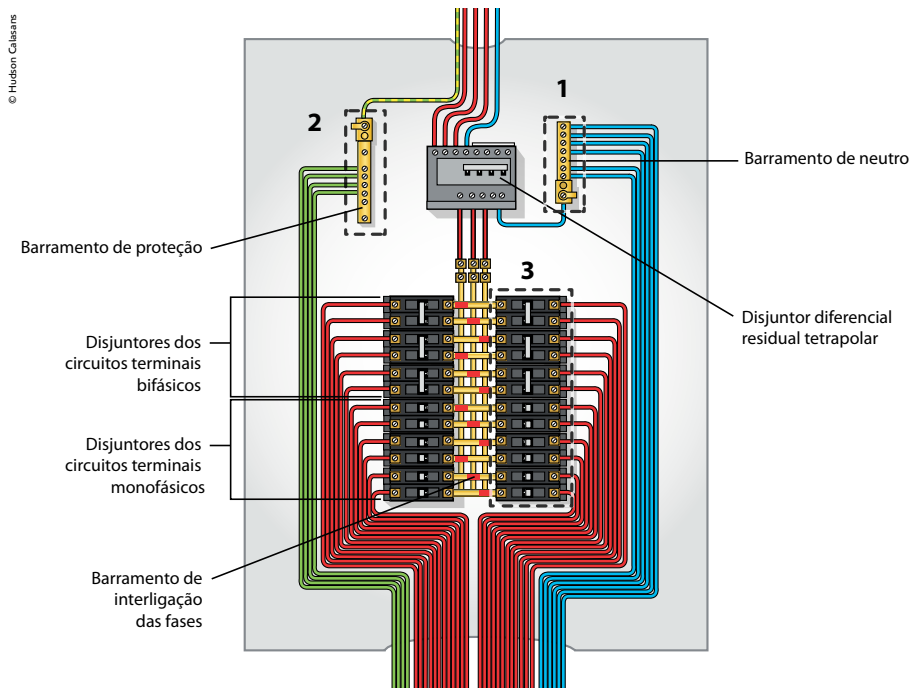 © Hudson Calasans
1
2
Barramento de neutro
Barramento de proteção
3
Disjuntor diferencial
residual tetrapolar
Disjuntores dos
circuitos terminais
bifásicos
Disjuntores dos
circuitos terminais
monofásicos
Barramento de
interligação
das fases